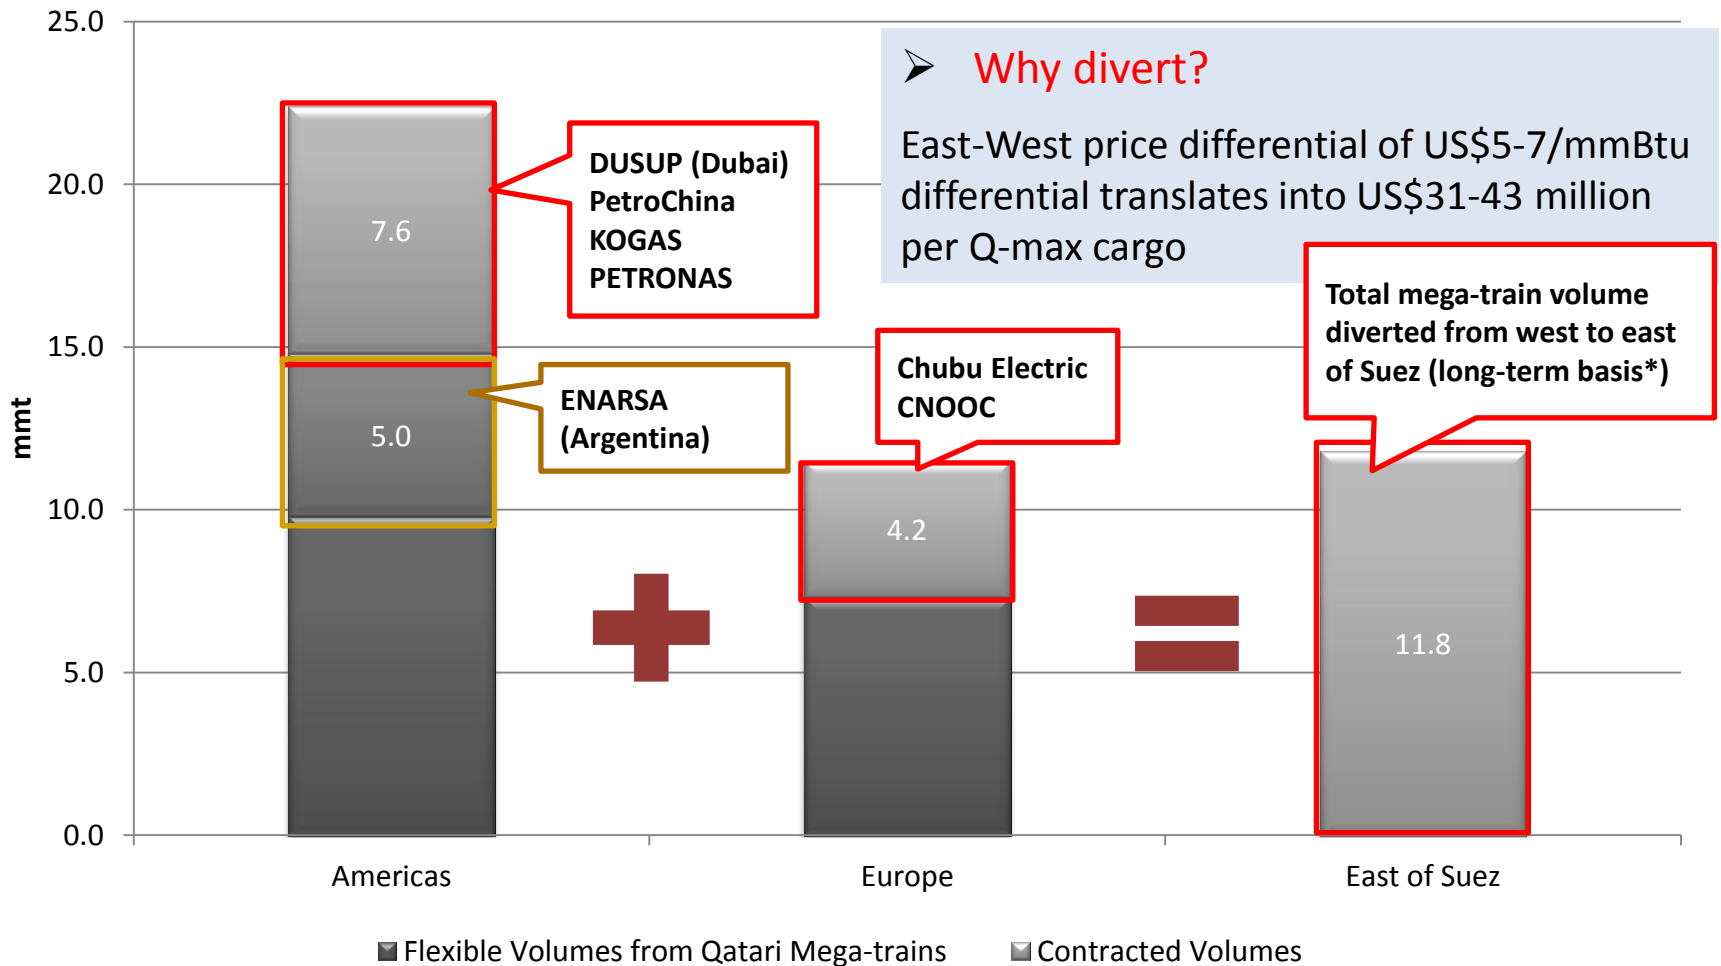 25.0
20.0
15.0
10.0
5.0
0.0
mmt
➢ Why divert?
East-West price differential of US$5-7/mmBtu
differential translates into US$31-43 million
per Q-max cargo
DUSUP (Dubai)
PetroChina
KOGAS
PETRONAS
7.6
ENARSA
(Argentina)
5.0
Chubu Electric
CNOOC
4.2
Total mega-train volume
diverted from west to east
of Suez (long-term basis*)
11.8
Americas
Europe
East of Suez
Flexible Volumes from Qatari Mega-trains
Contracted Volumes